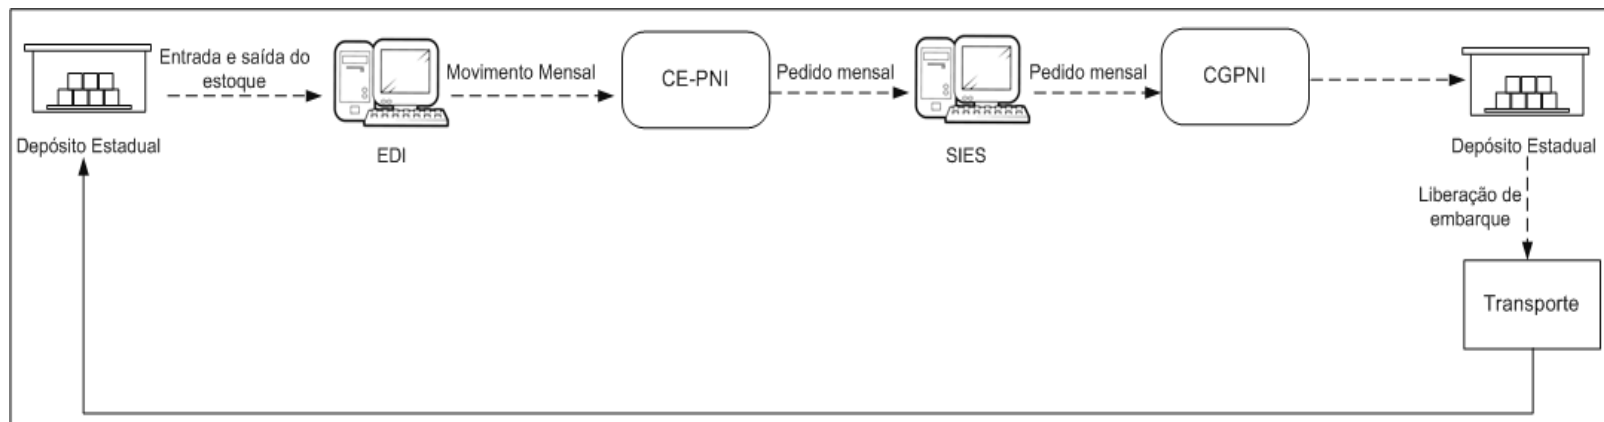 Entrada e saída do
estoque
Movimento Mensal
CE-PNI
Pedido mensal
Pedido mensal
CGPNI
Depósito Estadual
EDI
SIES
Depósito Estadual
Liberação de
embarque
Transporte